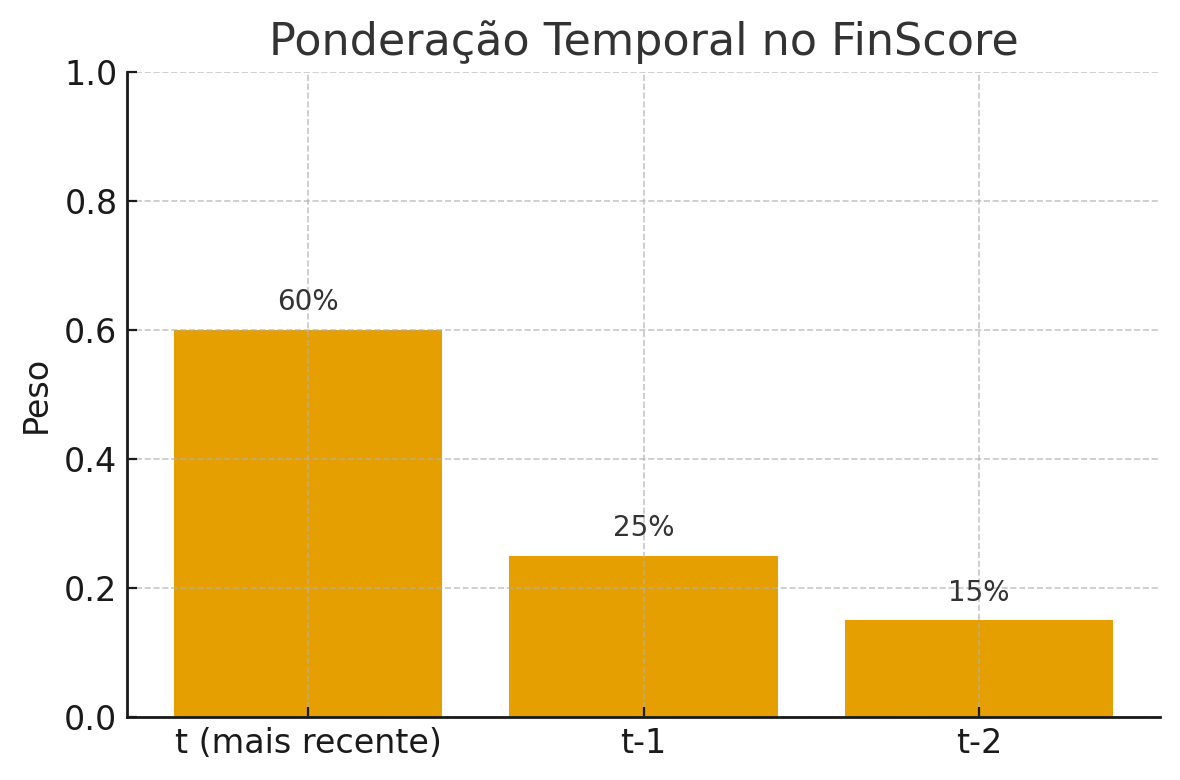 Ponderação Temporal no FinScore
1.0
0.8
0.6
0.4
0.2
0.0
Peso
60%
25%
15%
t (mais recente)
t-1
t-2